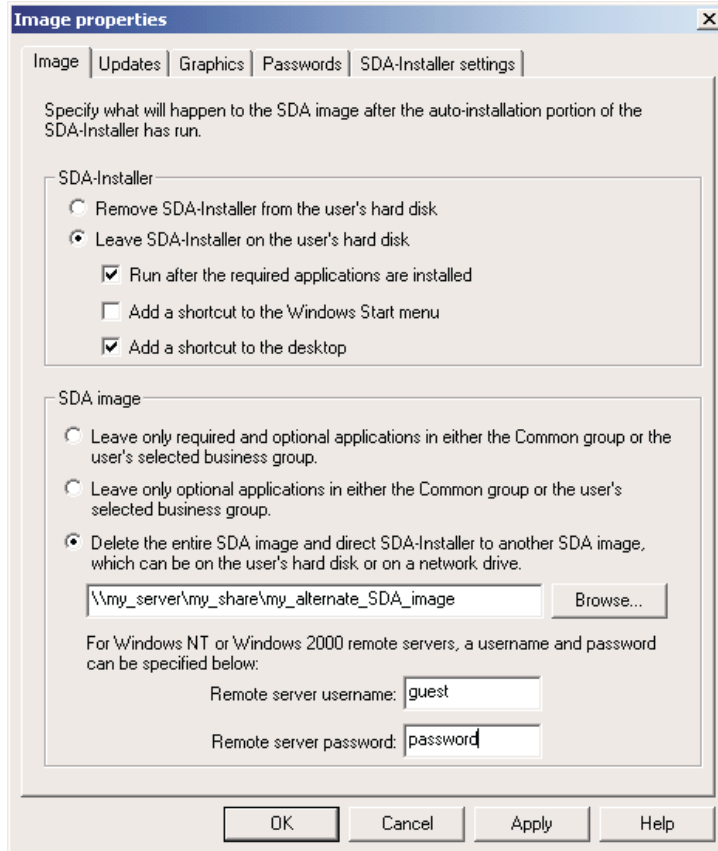 Image properties
Image Updates Graphics Passwords SDA-Installer settings
Specify what will happen to the SDA image after the auto-installation portion of the
SDA-Installer has run.
SDA-Installer
Remove SDA-Installer from the user's hard disk
Leave SDA-Installer on the user's hard disk
Run after the required applications are installed
Add a shortcut to the Windows Start menu
Add a shortcut to the desktop
SDA image
Leave only required and optional applications in either the Common group or the
user's selected business group.
Leave only optional applications in either the Common group or the user's
selected business group.
Delete the entire SDA image and direct SDA-Installer to another SDA image,
which can be on the user's hard disk or on a network drive.
\\my_server\my_share\my_alternate_SDA_image Browse...
For Windows NT or Windows 2000 remote servers, a username and password
can be specified below:
Remote server username: guest
Remote server password: password
OK Cancel Apply Help